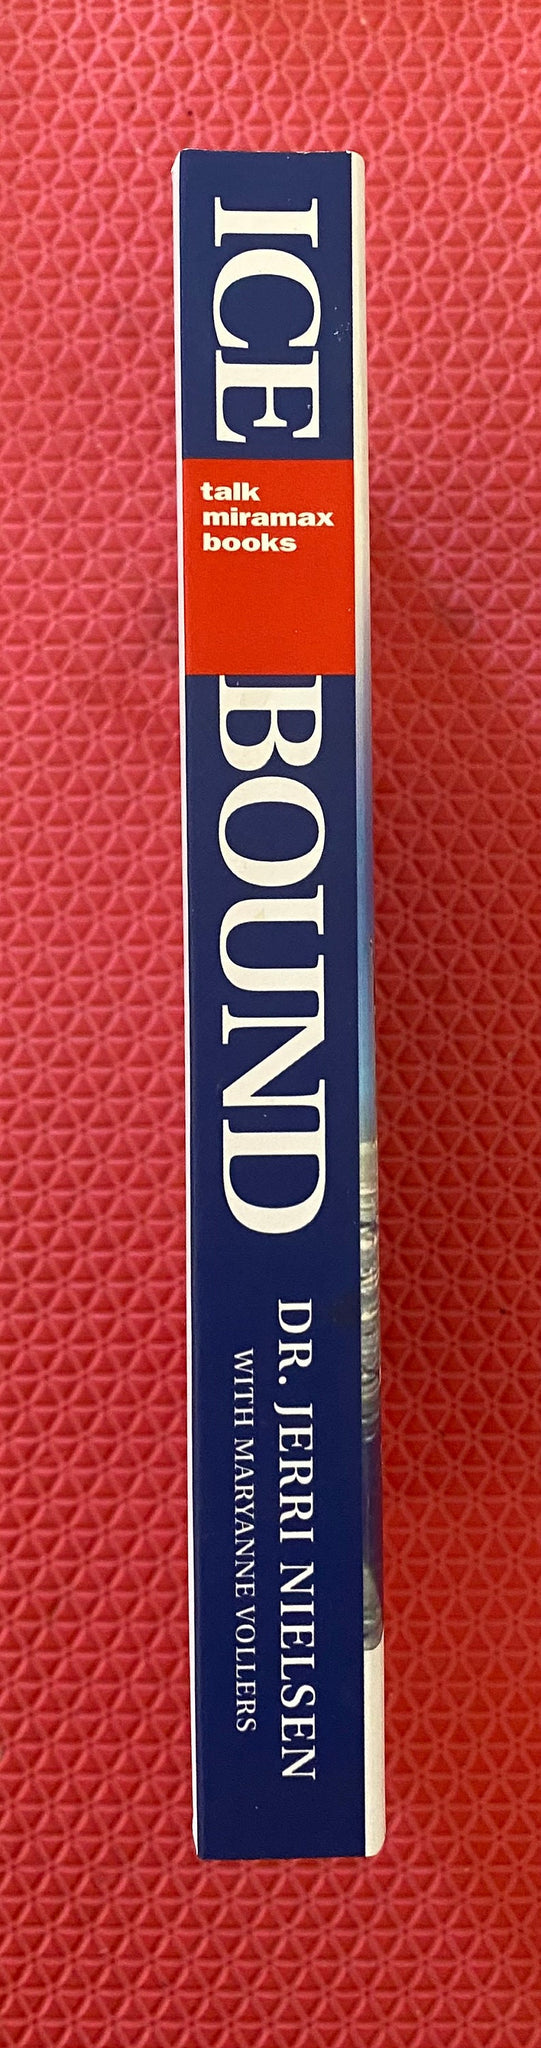 ICE
talk
miramax
books
BOUND
DR. JERRI NIELSEN
WITH MARYANNE VOLLERS